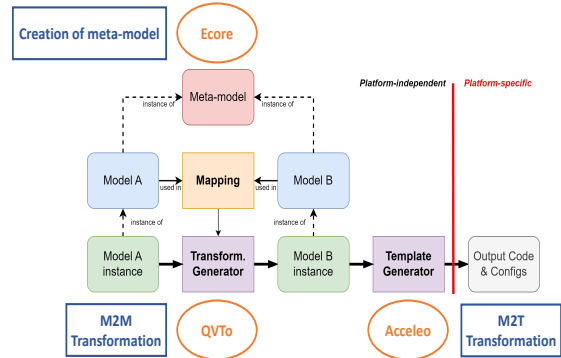 Creation of meta-model
Ecore
Platform-independent
Platform-specific
Meta-model
instance of
instance of
Model A
used in
Mapping
used in
Model B
instance of
instance of
Model A
instance
Transform.
Generator
Model B
instance
Template
Generator
Output Code
& Configs
M2M
Transformation
QVTo
Acceleo
M2T
Transformation